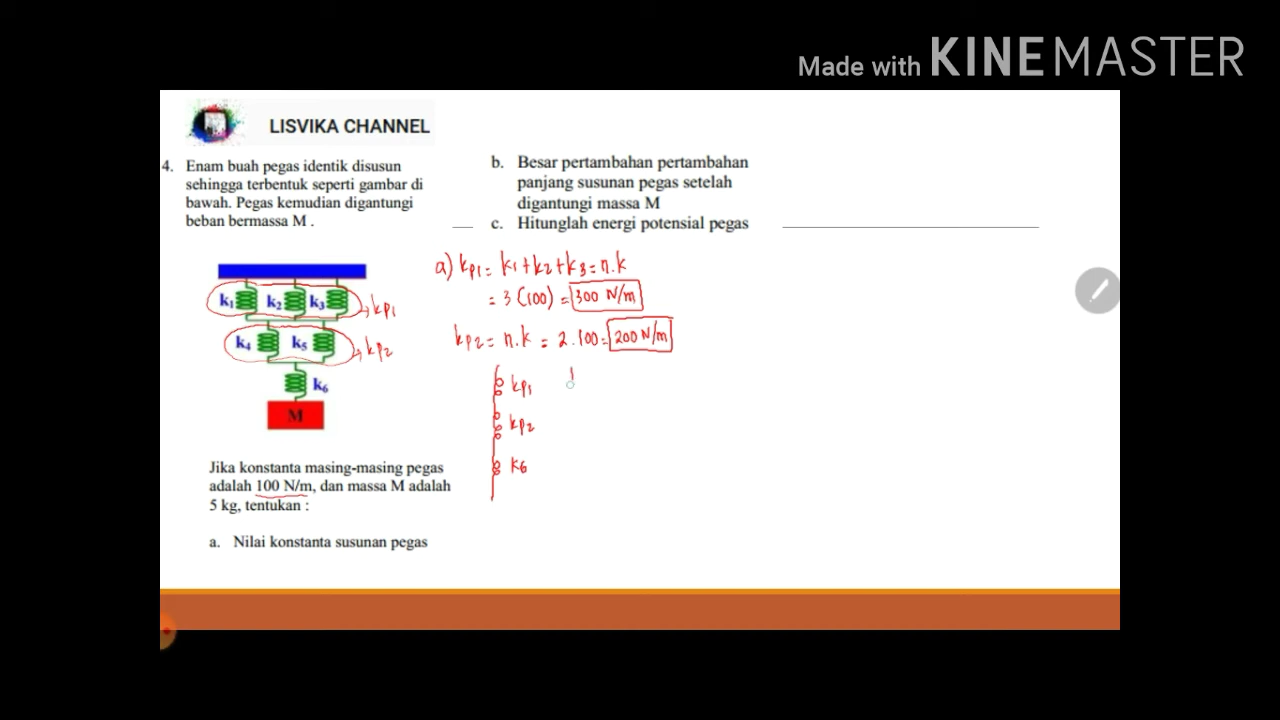 Made with KINEMASTER
LISVIKA CHANNEL
4. Enam buah pegas identik disusun
sehingga terbentuk seperti gambar di
bawah. Pegas kemudian digantungi
beban bermassa M .
k₁ k₂ k₃
k₄ k₅
k₆
M
kp1
kp2
Jika konstanta masing-masing pegas
adalah 100 N/m, dan massa M adalah
5 kg, tentukan :
a. Nilai konstanta susunan pegas
b. Besar pertambahan pertambahan
panjang susunan pegas setelah
digantungi massa M
c. Hitunglah energi potensial pegas
a) kp1 = k1+k2+k3 = n.k
= 3 (100) = 300 N/m
kp2 = n.k = 2.100 = 200 N/m
kp1
kp2
k6